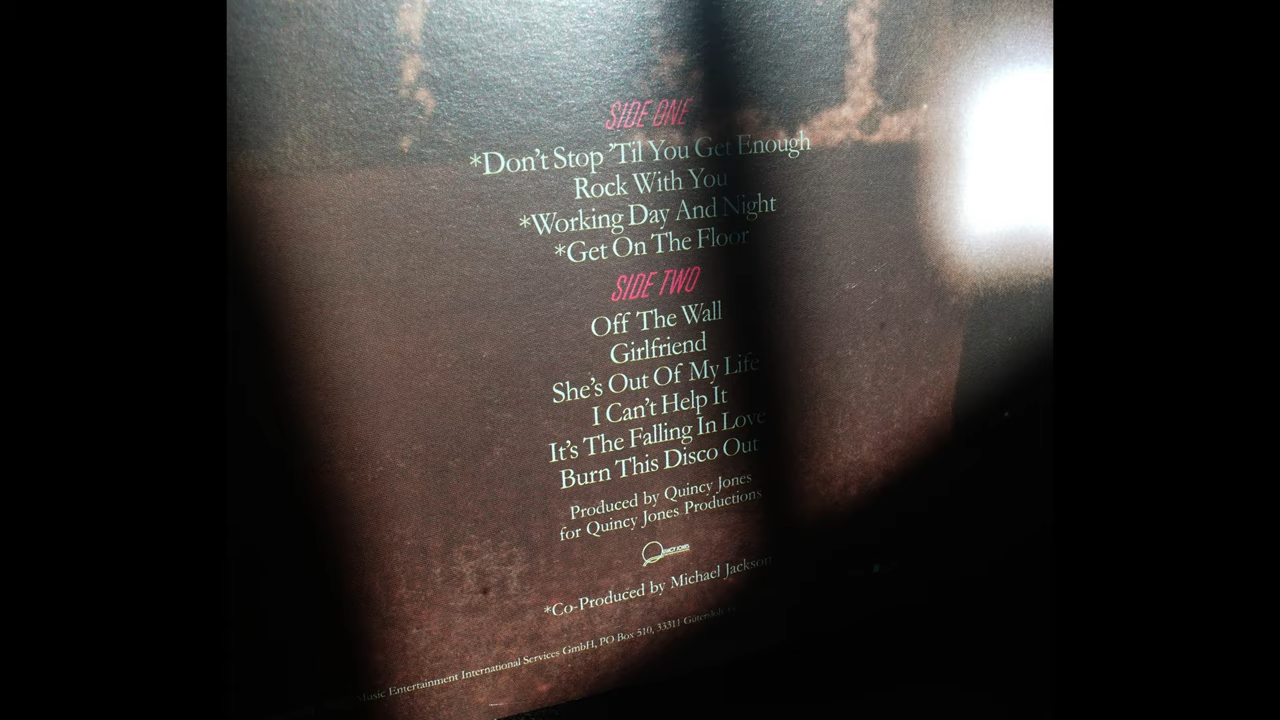 SIDE ONE
*Don't Stop 'Til You Get Enough
Rock With You
*Working Day And Night
*Get On The Floor
SIDE TWO
Off The Wall
Girlfriend
She's Out Of My Life
I Can't Help It
It's The Falling In Love
Burn This Disco Out
Produced by Quincy Jones
for Quincy Jones Productions
QUINCY JONES
*Co-Produced by Michael Jackson
Music Entertainment International Services GmbH, PO Box 510, 33311 Gütersloh